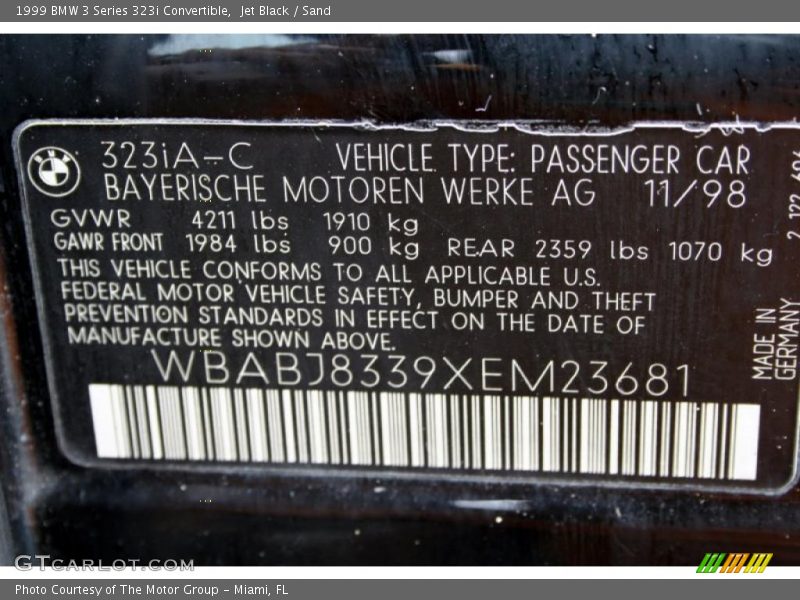 1999 BMW 3 Series 323i Convertible, Jet Black / Sand
323iA-C VEHICLE TYPE: PASSENGER CAR
BAYERISCHE MOTOREN WERKE AG 11/98
GVWR 4211 lbs 1910 kg
GAWR FRONT 1984 lbs 900 kg REAR 2359 lbs 1070 kg
THIS VEHICLE CONFORMS TO ALL APPLICABLE U.S.
FEDERAL MOTOR VEHICLE SAFETY, BUMPER AND THEFT
PREVENTION STANDARDS IN EFFECT ON THE DATE OF
MANUFACTURE SHOWN ABOVE.
WBABJ8339XEM23681
MADE IN
GERMANY
GTCARLOT.COM
Photo Courtesy of The Motor Group - Miami, FL